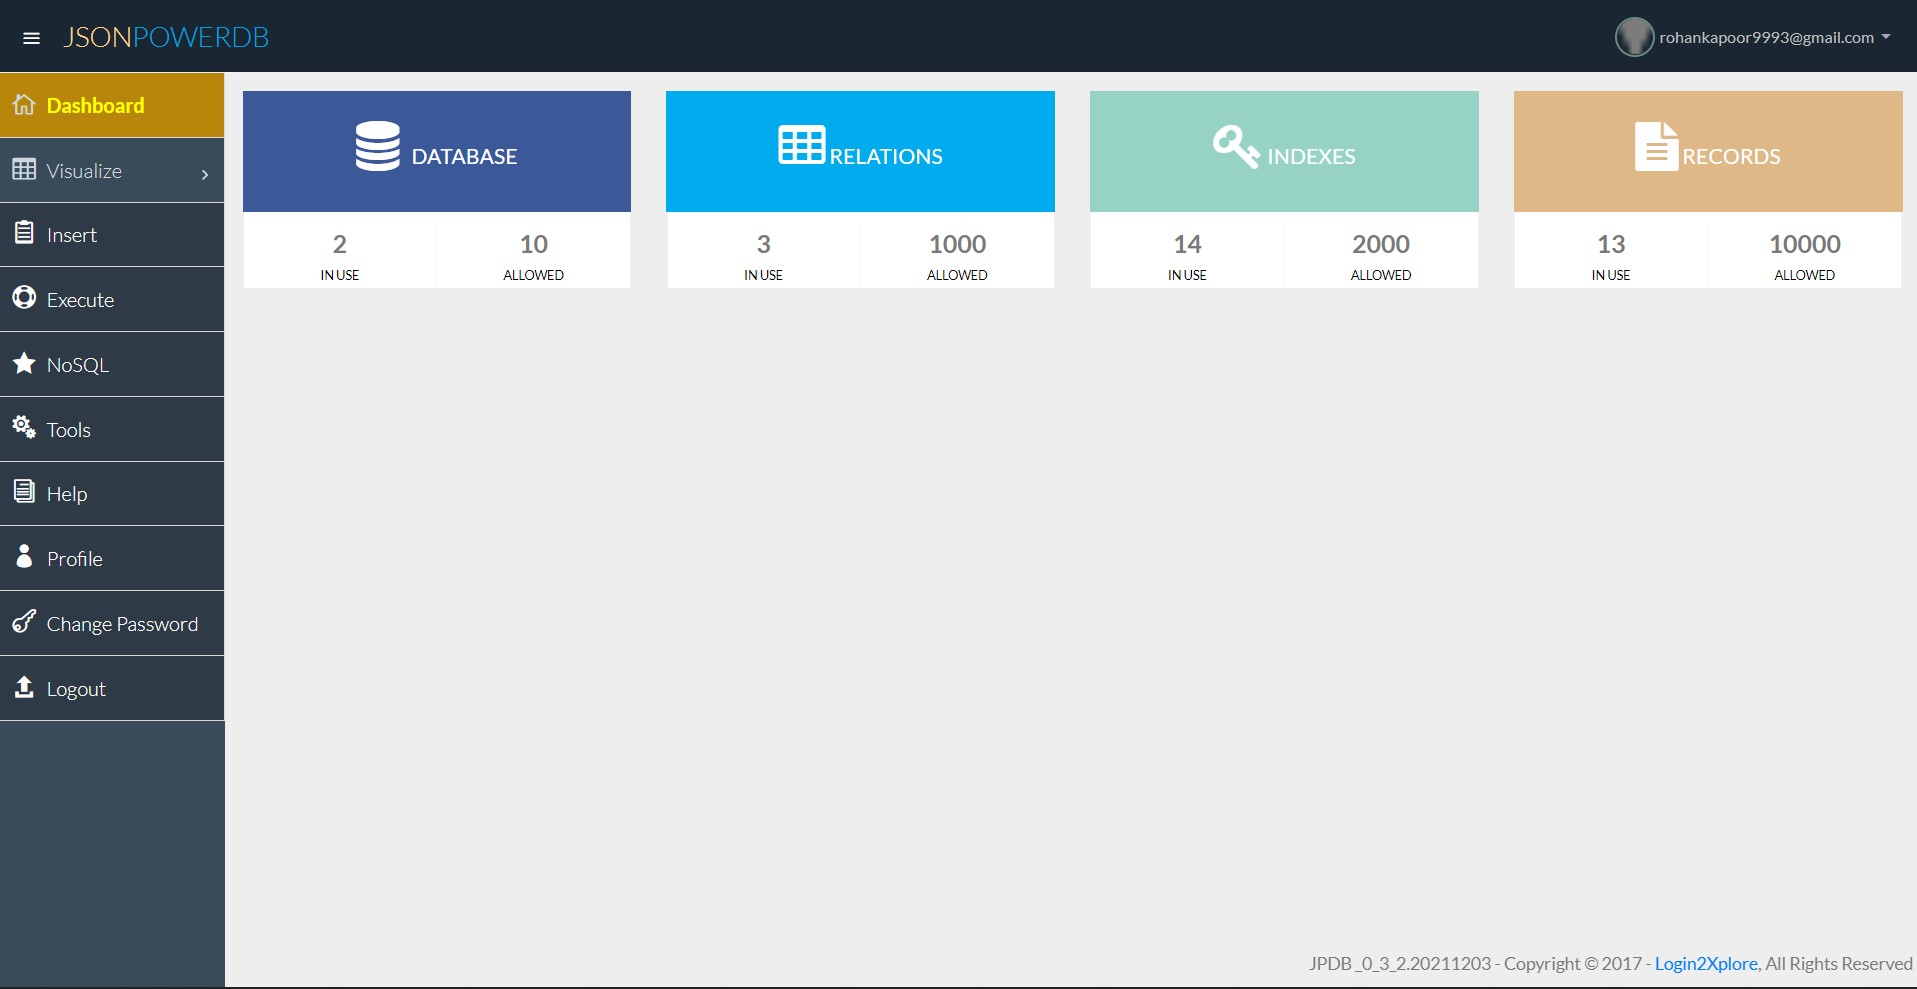 JSONPOWERDB
rohankapoor9993@gmail.com
Dashboard
Visualize
Insert
Execute
NoSQL
Tools
Help
Profile
Change Password
Logout
DATABASE
2
IN USE
10
ALLOWED
RELATIONS
3
IN USE
1000
ALLOWED
INDEXES
14
IN USE
2000
ALLOWED
RECORDS
13
IN USE
10000
ALLOWED
JPDB_0_3_2.20211203 - Copyright © 2017 - Login2Xplore, All Rights Reserved